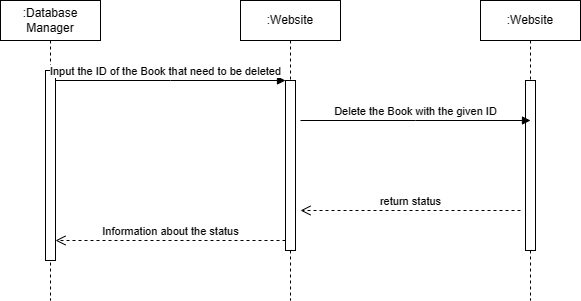 :Database
Manager
:Website
:Website
Input the ID of the Book that need to be deleted
Delete the Book with the given ID
return status
Information about the status